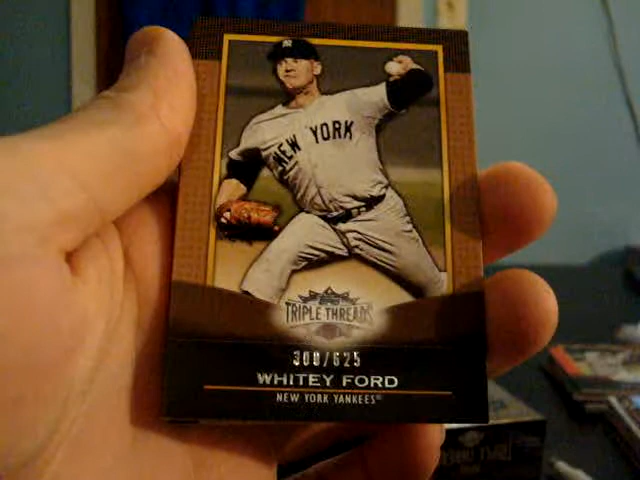 NY
NEW YORK
TRIPLE THREADS
300/625
WHITEY FORD
NEW YORK YANKEES®